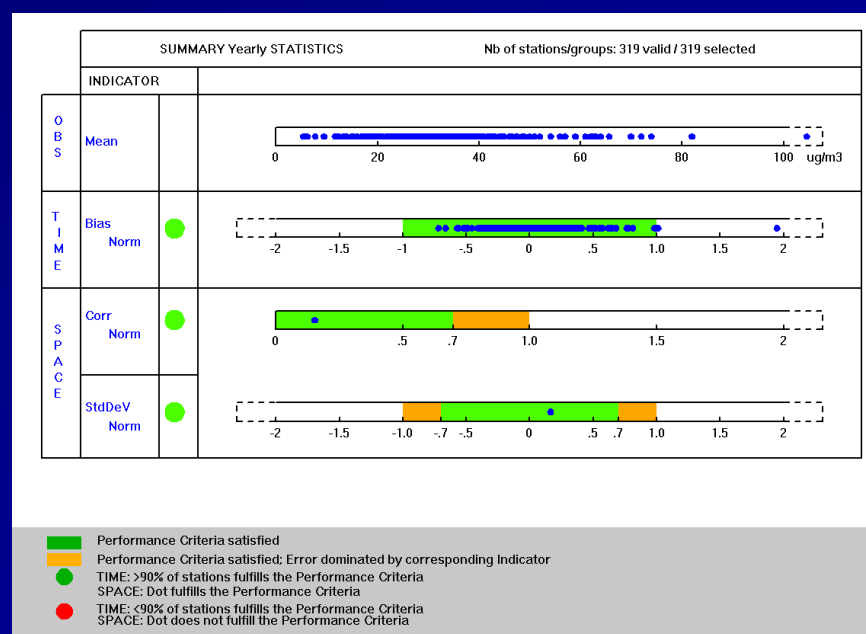 SUMMARY Yearly STATISTICS Nb of stations/groups: 319 valid / 319 selected
INDICATOR
OBS
Mean
0 20 40 60 80 100 ug/m3
TIME
Bias
Norm
-2 -1.5 -1 -.5 0 .5 1.0 1.5 2
SPACE
Corr
Norm
0 .5 .7 1.0 1.5 2
StdDeV
Norm
-2 -1.5 -1.0 -.7 -.5 0 .5 .7 1.0 1.5 2
Performance Criteria satisfied
Performance Criteria satisfied; Error dominated by corresponding Indicator
TIME: >90% of stations fulfills the Performance Criteria
SPACE: Dot fulfills the Performance Criteria
TIME: <90% of stations fulfills the Performance Criteria
SPACE: Dot does not fulfill the Performance Criteria